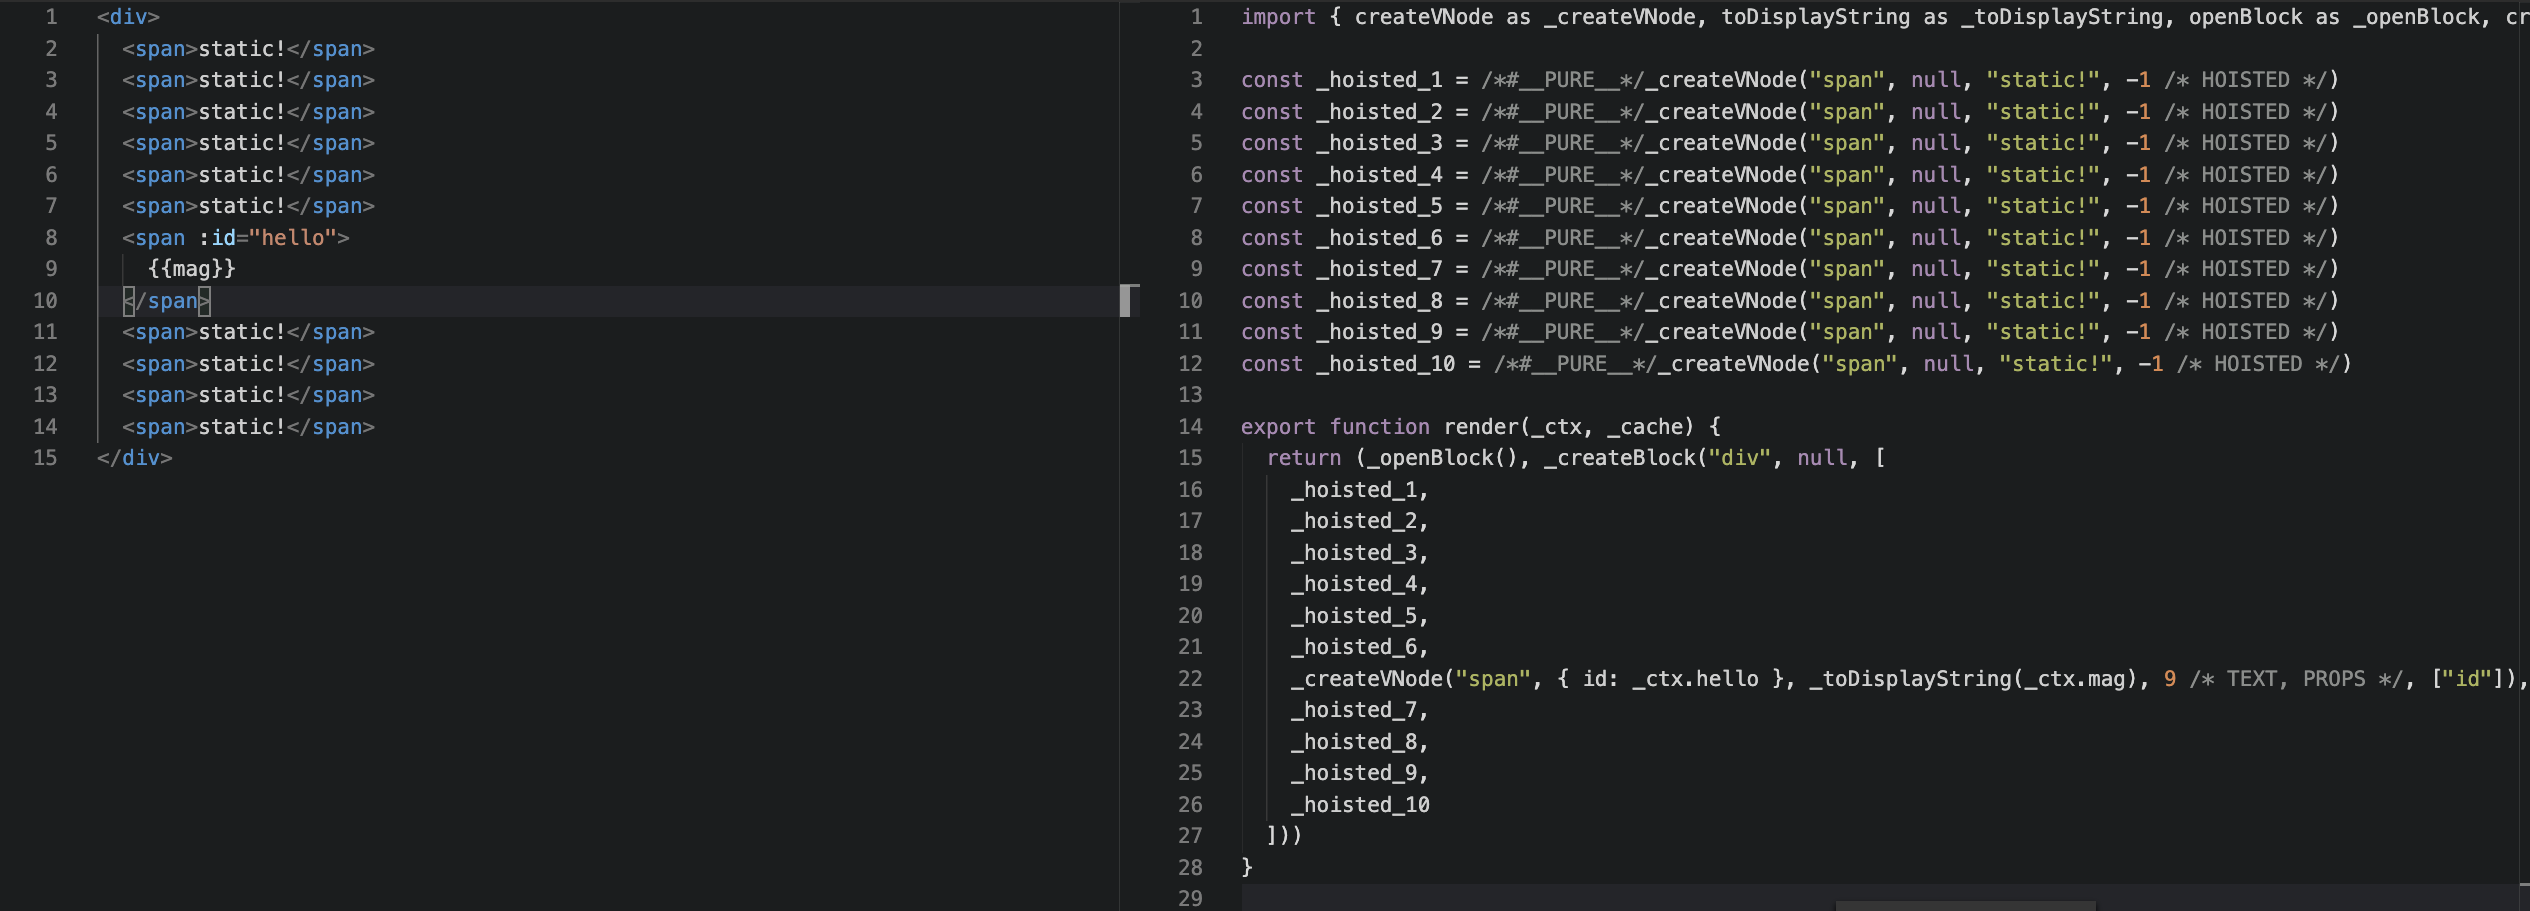 1 <div>
2 <span>static!</span>
3 <span>static!</span>
4 <span>static!</span>
5 <span>static!</span>
6 <span>static!</span>
7 <span>static!</span>
8 <span :id="hello">
9 {{mag}}
10 </span>
11 <span>static!</span>
12 <span>static!</span>
13 <span>static!</span>
14 <span>static!</span>
15 </div>
1 import { createVNode as _createVNode, toDisplayString as _toDisplayString, openBlock as _openBlock, cr
2
3 const _hoisted_1 = /*#__PURE__*/_createVNode("span", null, "static!", -1 /* HOISTED */)
4 const _hoisted_2 = /*#__PURE__*/_createVNode("span", null, "static!", -1 /* HOISTED */)
5 const _hoisted_3 = /*#__PURE__*/_createVNode("span", null, "static!", -1 /* HOISTED */)
6 const _hoisted_4 = /*#__PURE__*/_createVNode("span", null, "static!", -1 /* HOISTED */)
7 const _hoisted_5 = /*#__PURE__*/_createVNode("span", null, "static!", -1 /* HOISTED */)
8 const _hoisted_6 = /*#__PURE__*/_createVNode("span", null, "static!", -1 /* HOISTED */)
9 const _hoisted_7 = /*#__PURE__*/_createVNode("span", null, "static!", -1 /* HOISTED */)
10 const _hoisted_8 = /*#__PURE__*/_createVNode("span", null, "static!", -1 /* HOISTED */)
11 const _hoisted_9 = /*#__PURE__*/_createVNode("span", null, "static!", -1 /* HOISTED */)
12 const _hoisted_10 = /*#__PURE__*/_createVNode("span", null, "static!", -1 /* HOISTED */)
13
14 export function render(_ctx, _cache) {
15 return (_openBlock(), _createBlock("div", null, [
16 _hoisted_1,
17 _hoisted_2,
18 _hoisted_3,
19 _hoisted_4,
20 _hoisted_5,
21 _hoisted_6,
22 _createVNode("span", { id: _ctx.hello }, _toDisplayString(_ctx.mag), 9 /* TEXT, PROPS */, ["id"]),
23 _hoisted_7,
24 _hoisted_8,
25 _hoisted_9,
26 _hoisted_10
27 ]))
28 }
29